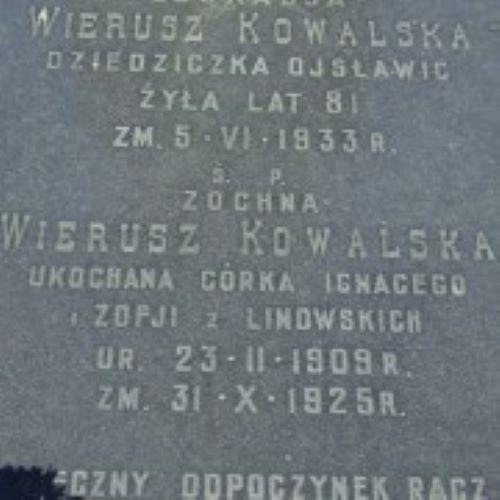 WIERUSZ KOWALSKA
DZIEDZICZKA OJSŁAWIC
ŻYŁA LAT 81
ZM. 5·VI·1933 R.
Ś. P.
ZOCHNA
WIERUSZ KOWALSKA
UKOCHANA CÓRKA IGNACEGO
I ZOFJI Z LINOWSKICH
UR. 23·II·1909 R.
ZM. 31·X·1925 R.
ODPOCZYNEK RACZ